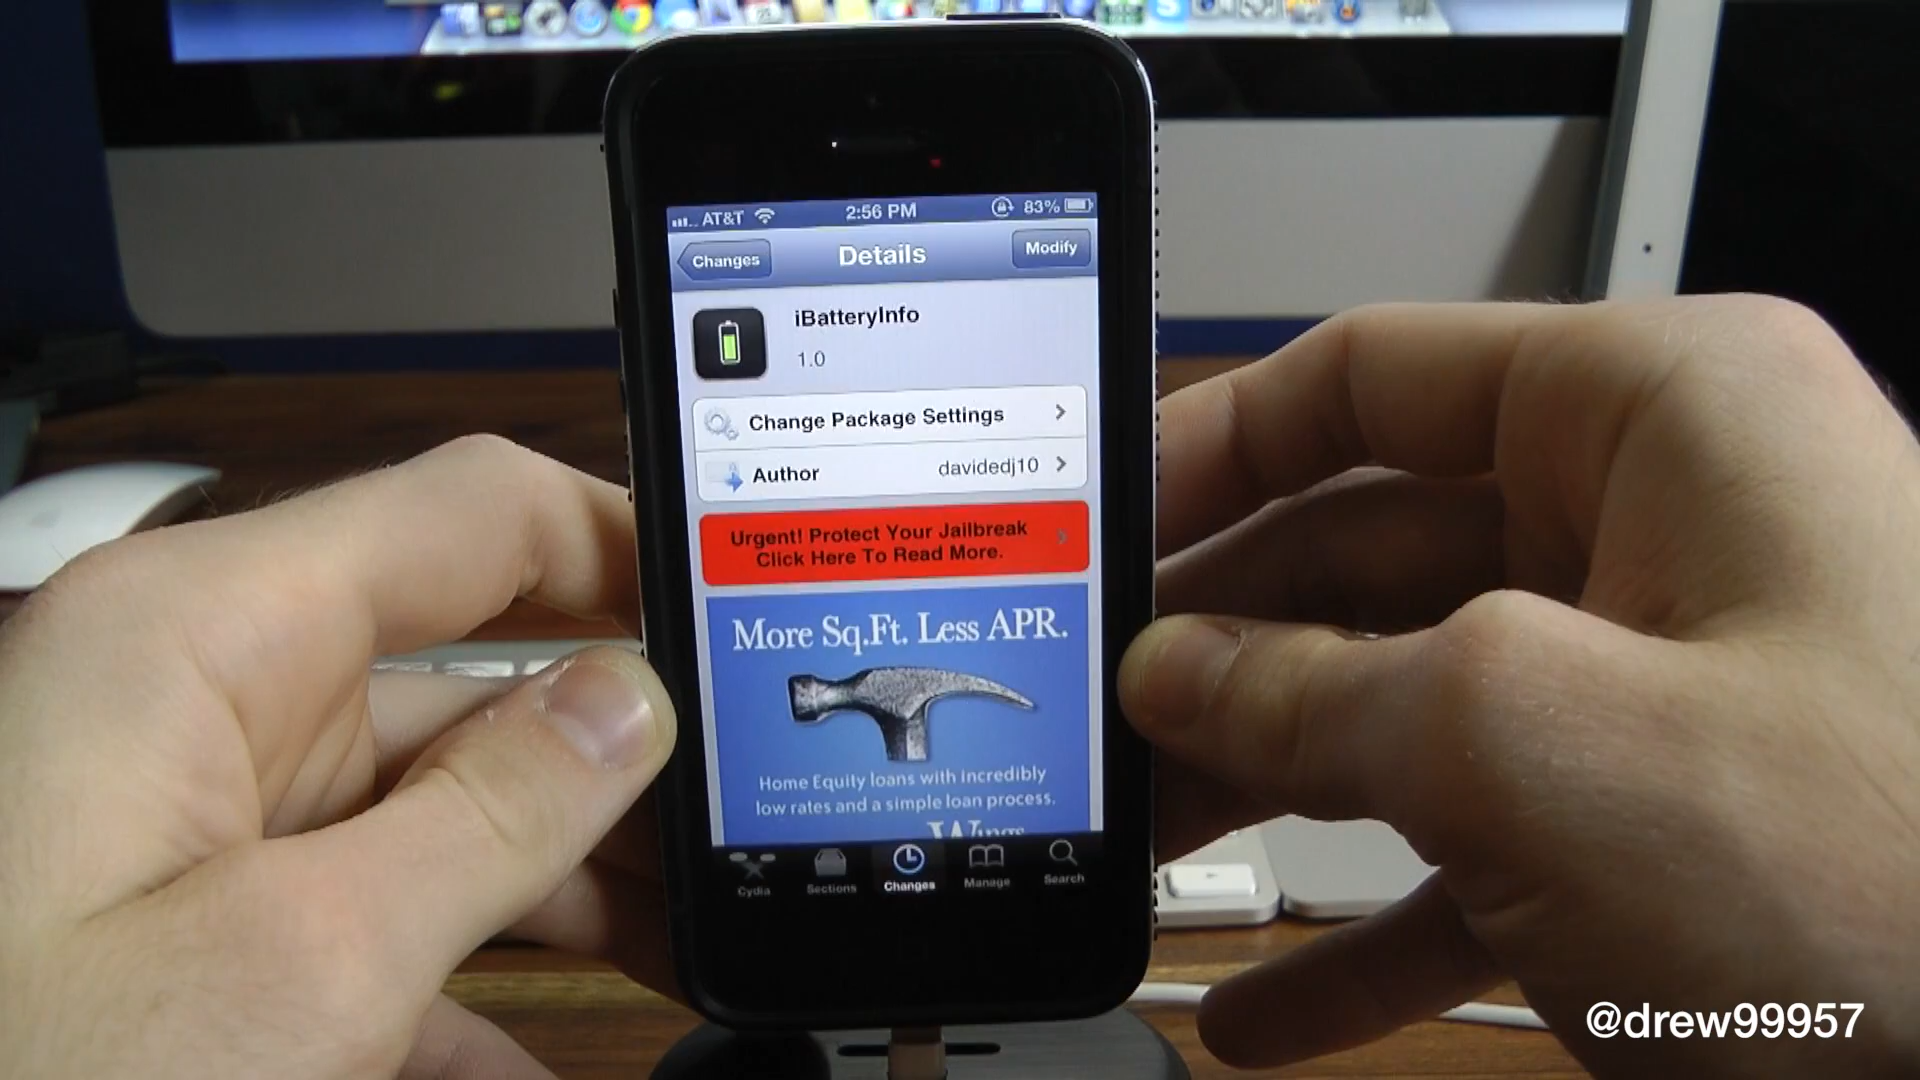 AT&T 2:56 PM 83%
Changes Details Modify
iBatteryInfo
1.0
Change Package Settings
Author davidedj10
Urgent! Protect Your Jailbreak
Click Here To Read More.
More Sq.Ft. Less APR.
Home Equity loans with incredibly
low rates and a simple loan process.
Wings
Cydia Sections Changes Manage Search
@drew99957